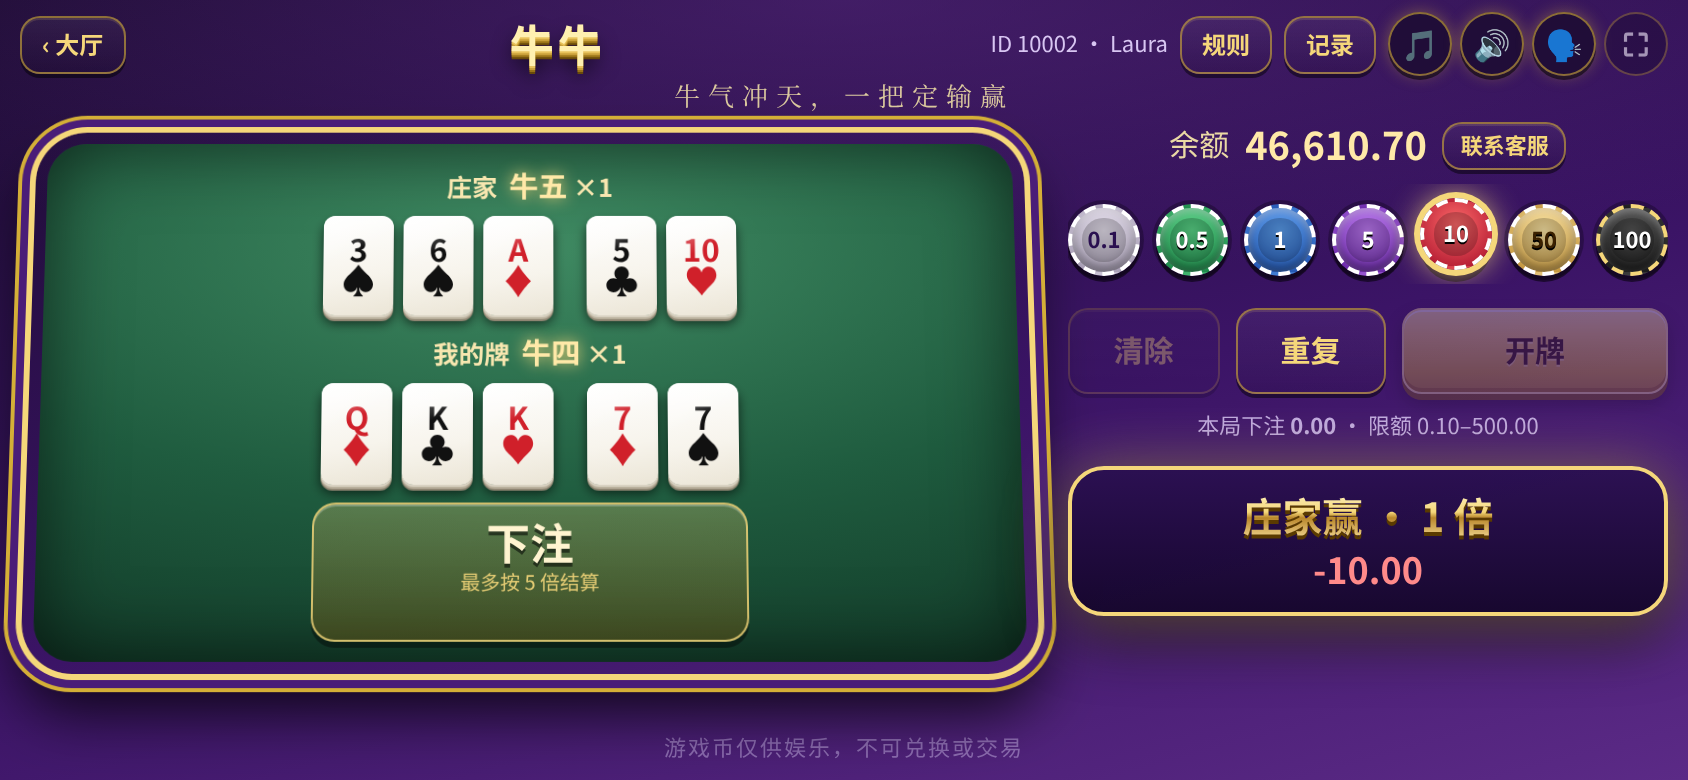 ‹ 大厅
牛牛
ID 10002 • Laura
规则
记录
牛气冲天，一把定输赢
余额 46,610.70
联系客服
庄家 牛五 ×1
3 6 A 5 10
我的牌 牛四 ×1
Q K K 7 7
下注
最多按 5 倍结算
0.1 0.5 1 5 10 50 100
清除
重复
开牌
本局下注 0.00 • 限额 0.10–500.00
庄家赢 • 1 倍
-10.00
游戏币仅供娱乐，不可兑换或交易